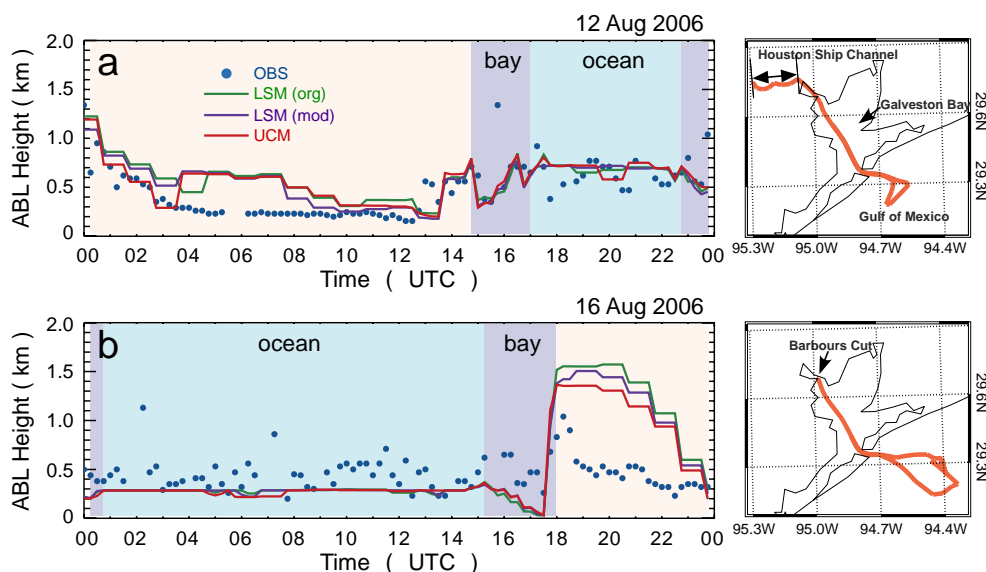 12 Aug 2006
a
2.0
1.5
1.0
0.5
0
ABL Height ( km )
OBS
LSM (org)
LSM (mod)
UCM
bay
ocean
00 02 04 06 08 10 12 14 16 18 20 22 00
Time ( UTC )
Houston Ship Channel
Galveston Bay
Gulf of Mexico
29.6N
29.3N
95.3W 95.0W 94.7W 94.4W
16 Aug 2006
b
2.0
1.5
1.0
0.5
0
ABL Height ( km )
ocean
bay
00 02 04 06 08 10 12 14 16 18 20 22 00
Time ( UTC )
Barbours Cut
29.6N
29.3N
95.3W 95.0W 94.7W 94.4W